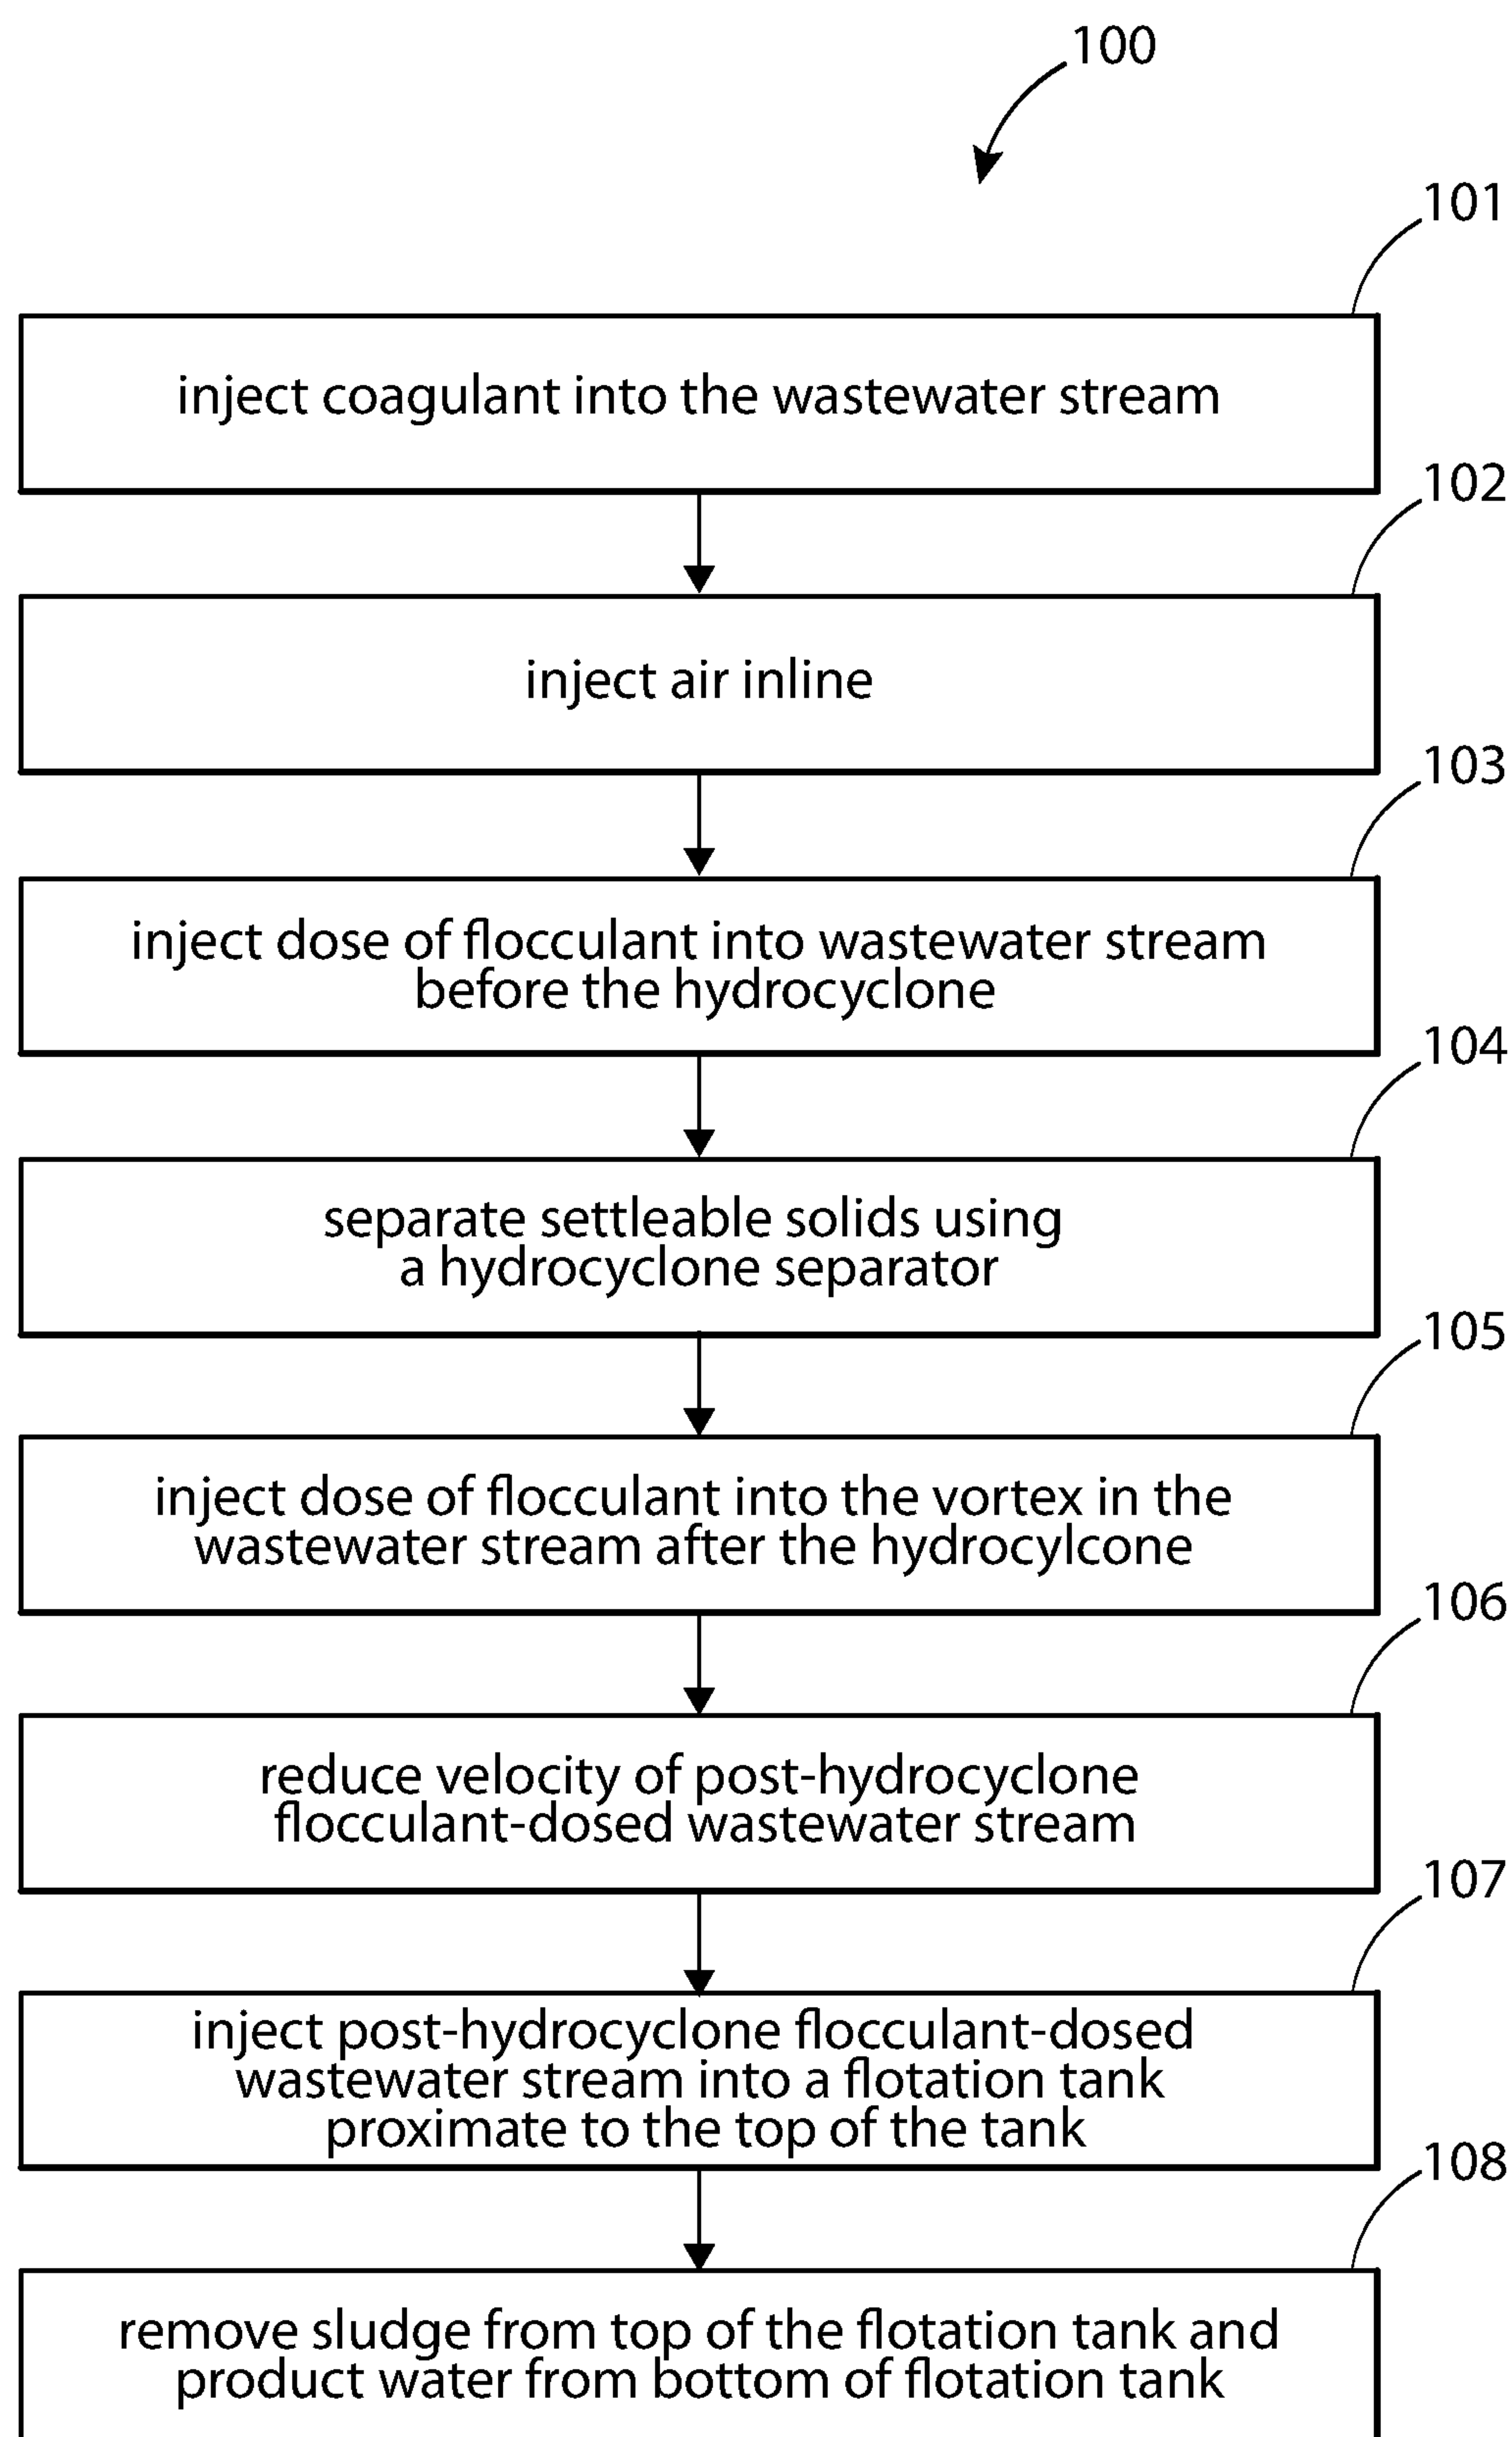 100
101
inject coagulant into the wastewater stream
102
inject air inline
103
inject dose of flocculant into wastewater stream
before the hydrocyclone
104
separate settleable solids using
a hydrocyclone separator
105
inject dose of flocculant into the vortex in the
wastewater stream after the hydrocylcone
106
reduce velocity of post-hydrocyclone
flocculant-dosed wastewater stream
107
inject post-hydrocyclone flocculant-dosed
wastewater stream into a flotation tank
proximate to the top of the tank
108
remove sludge from top of the flotation tank and
product water from bottom of flotation tank